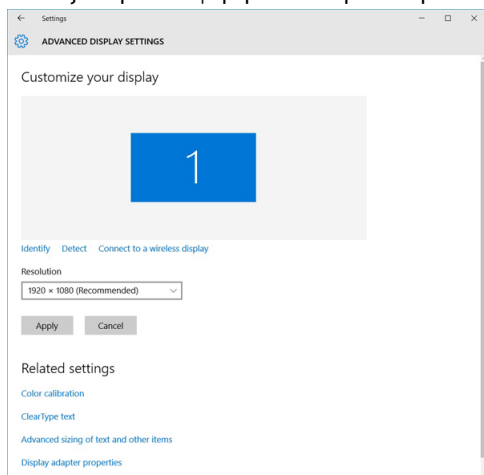 Settings
ADVANCED DISPLAY SETTINGS
Customize your display
1
Identify Detect Connect to a wireless display
Resolution
1920 × 1080 (Recommended)
Apply Cancel
Related settings
Color calibration
ClearType text
Advanced sizing of text and other items
Display adapter properties